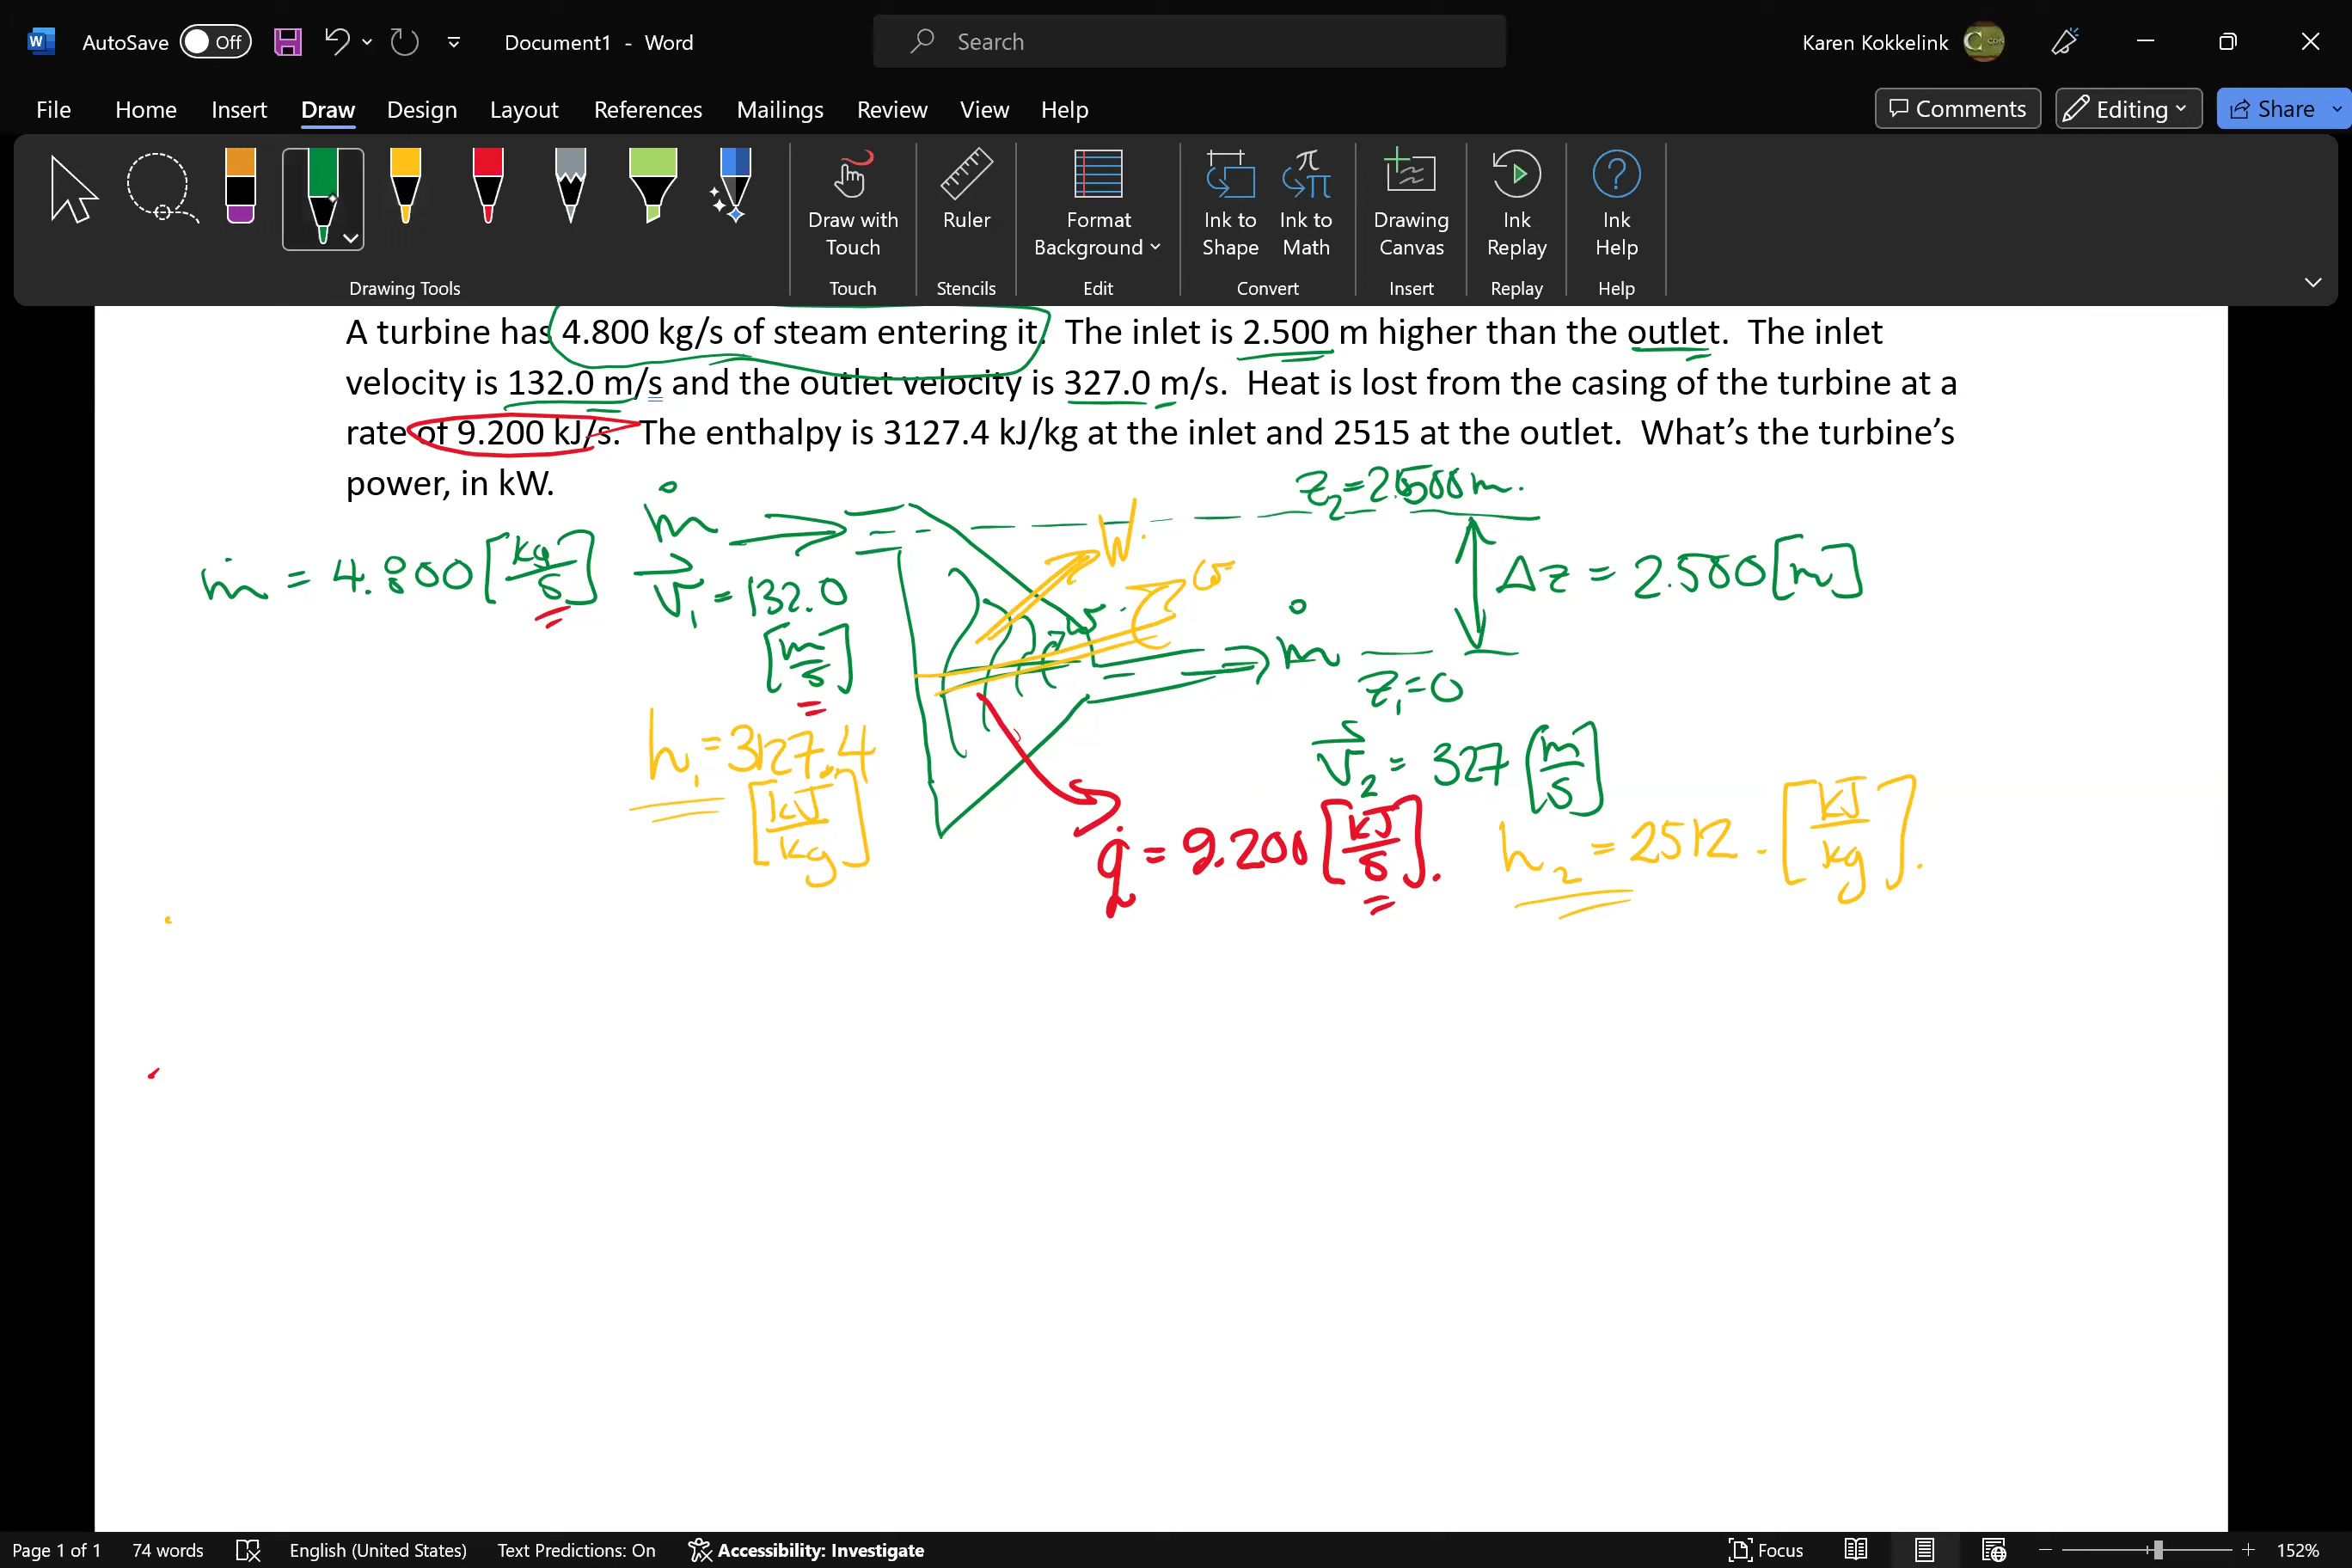 AutoSave Off Document1 - Word Search Karen Kokkelink
File Home Insert Draw Design Layout References Mailings Review View Help Comments Editing Share
Draw with Touch Ruler Format Background Ink to Shape Ink to Math Drawing Canvas Ink Replay Ink Help
Drawing Tools Touch Stencils Edit Convert Insert Replay Help
A turbine has 4.800 kg/s of steam entering it. The inlet is 2.500 m higher than the outlet. The inlet
velocity is 132.0 m/s and the outlet velocity is 327.0 m/s. Heat is lost from the casing of the turbine at a
rate of 9.200 kJ/s. The enthalpy is 3127.4 kJ/kg at the inlet and 2515 at the outlet. What's the turbine's
power, in kW.
z₂=2.500 m.
ṁ = 4.800 [kg/s]
ṁ
v₁ = 132.0 [m/s]
W
ω
Δz = 2.500 [m]
ṁ
z₁=0
h₁=3127.4 [kJ/kg]
v₂ = 327 [m/s]
q̇ = 9.200 [kJ/s].
h₂ = 2512. [kJ/kg].
Page 1 of 1 74 words English (United States) Text Predictions: On Accessibility: Investigate Focus 152%